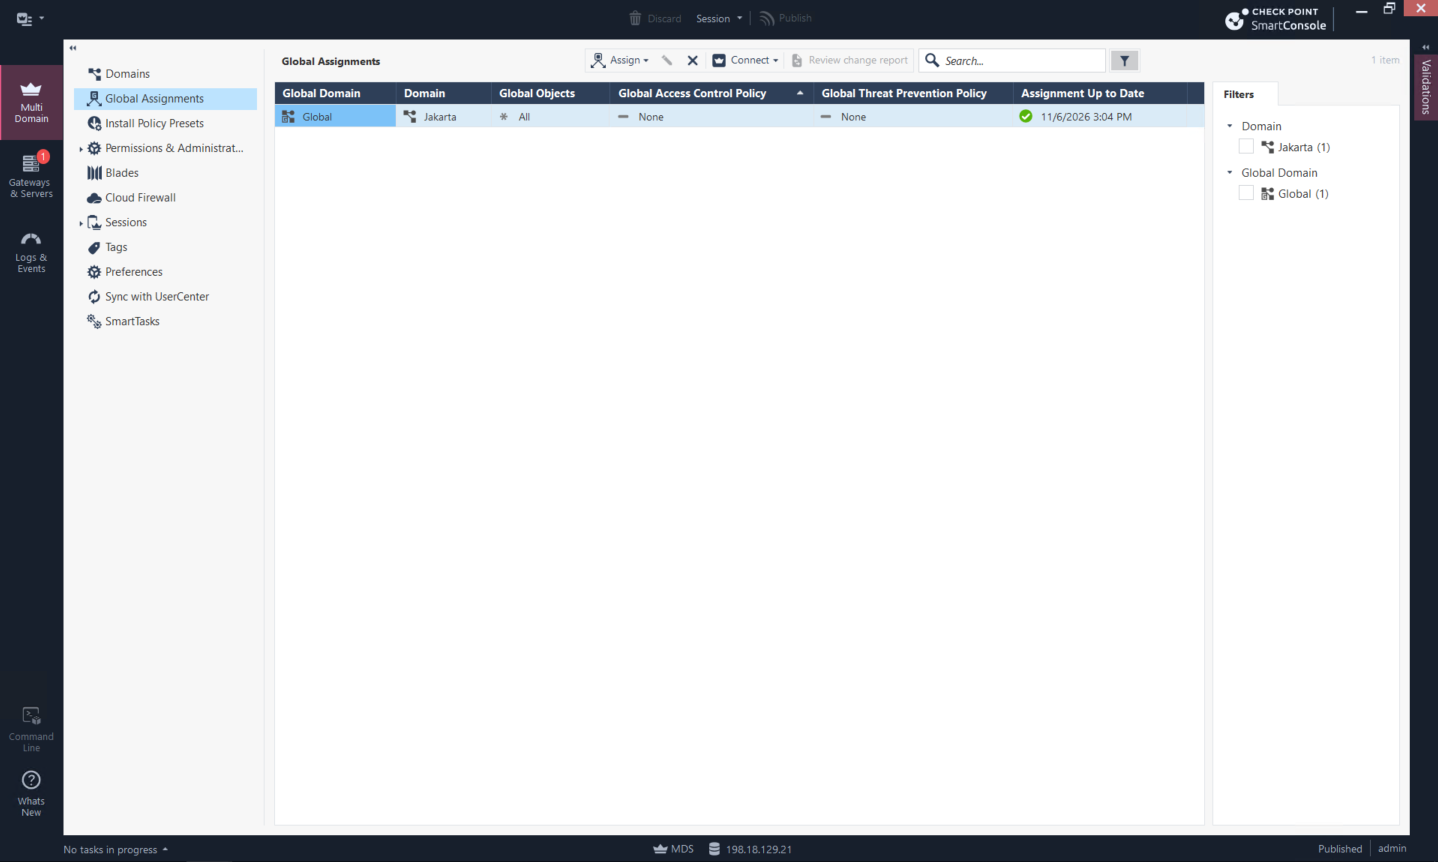 Discard
Session
Publish
CHECK POINT
SmartConsole
Multi
Domain
1
Gateways
& Servers
Logs &
Events
Command
Line
Whats
New
Domains
Global Assignments
Install Policy Presets
Permissions & Administrat...
Blades
Cloud Firewall
Sessions
Tags
Preferences
Sync with UserCenter
SmartTasks
Global Assignments
Assign
Connect
Review change report
Search...
1 item
Global Domain Domain Global Objects Global Access Control Policy Global Threat Prevention Policy Assignment Up to Date
Global Jakarta All None None 11/6/2026 3:04 PM
Filters
Domain
Jakarta (1)
Global Domain
Global (1)
Validations
No tasks in progress
MDS
198.18.129.21
Published
admin